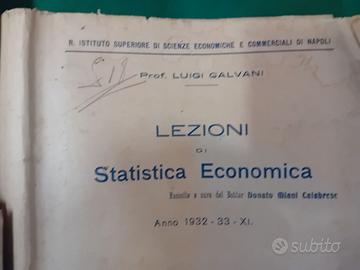 R. ISTITUTO SUPERIORE DI SCIENZE ECONOMICHE E COMMERCIALI DI NAPOLI
Prof. LUIGI GALVANI
LEZIONI
DI
Statistica Economica
Raccolte a cura del Dottor Donato Miani Calabrese
Anno 1932 - 33 - XI.
subito